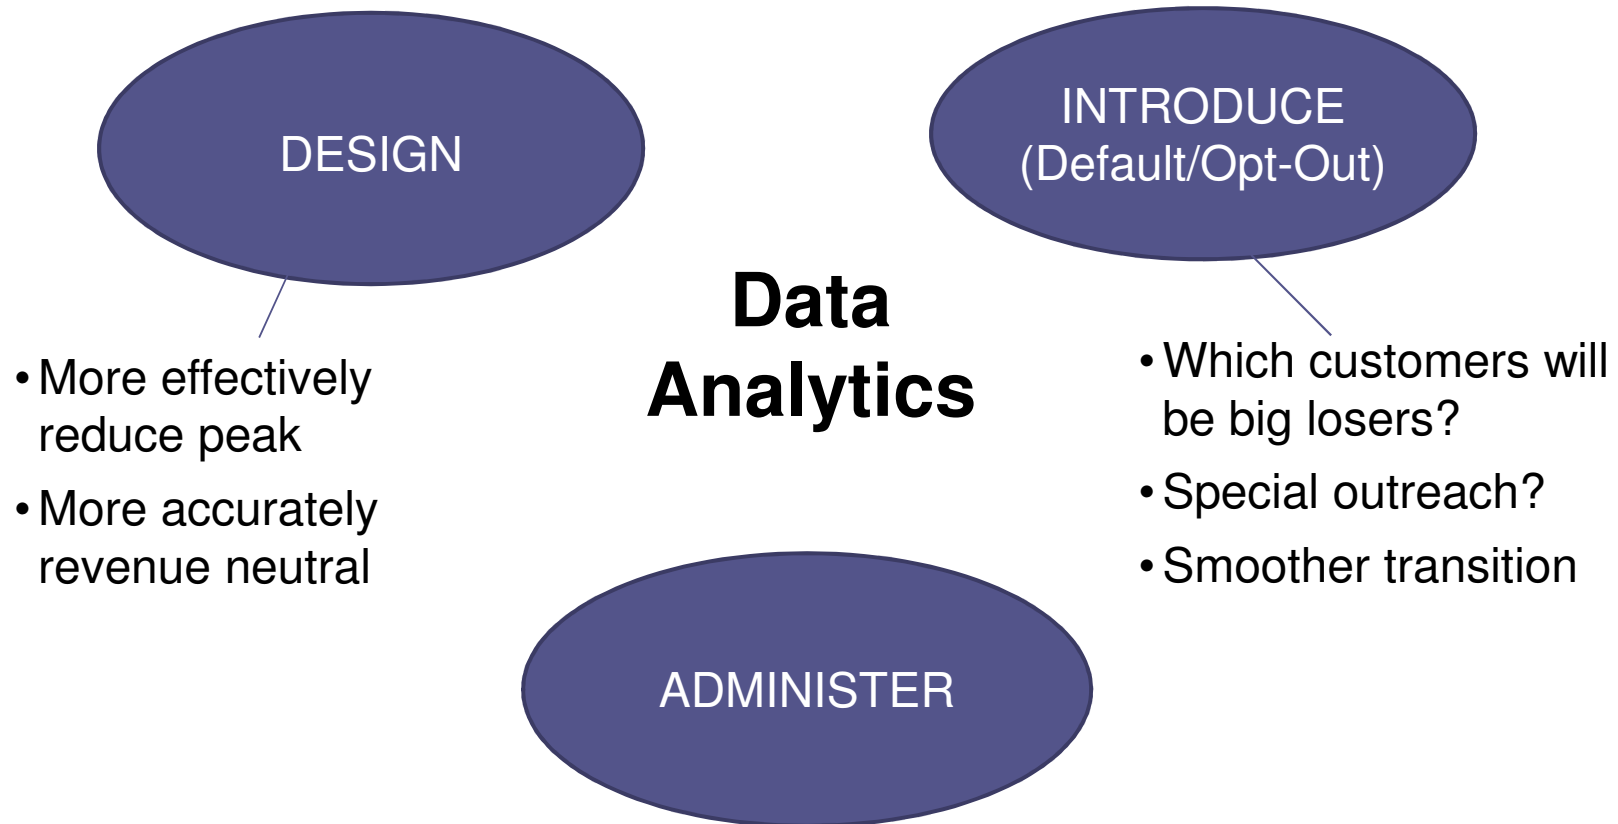 DESIGN
INTRODUCE
(Default/Opt-Out)
Data
Analytics
• More effectively
reduce peak
• More accurately
revenue neutral
• Which customers will
be big losers?
• Special outreach?
• Smoother transition
ADMINISTER